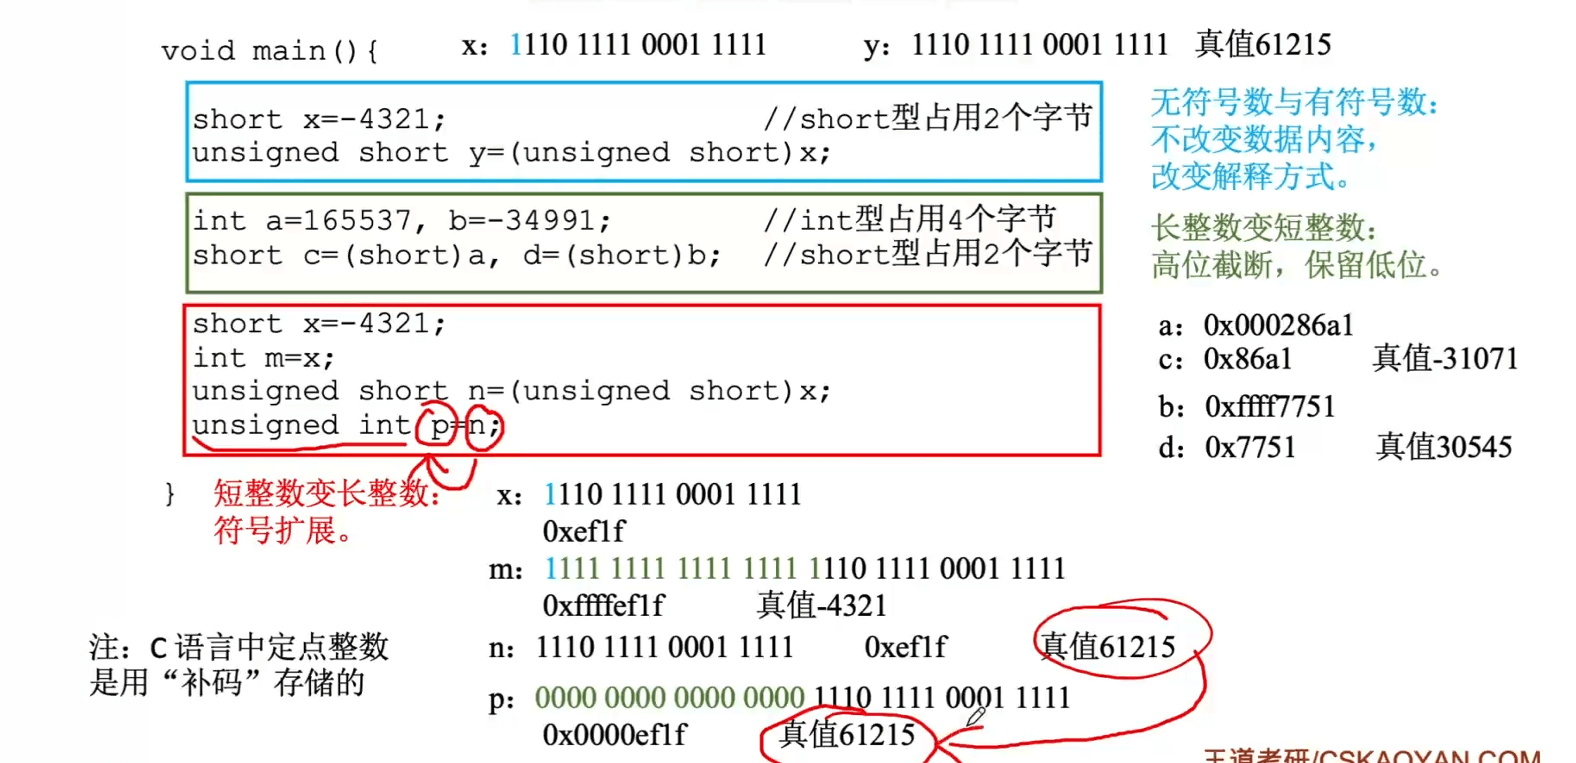 void main(){ x：1110 1111 0001 1111 y：1110 1111 0001 1111 真值61215
short x=-4321; //short型占用2个字节
unsigned short y=(unsigned short)x;
无符号数与有符号数：
不改变数据内容，
改变解释方式。
int a=165537, b=-34991; //int型占用4个字节
short c=(short)a, d=(short)b; //short型占用2个字节
长整数变短整数：
高位截断，保留低位。
short x=-4321;
int m=x;
unsigned short n=(unsigned short)x;
unsigned int p=n;
a：0x000286a1
c：0x86a1 真值-31071
b：0xffff7751
d：0x7751 真值30545
} 短整数变长整数：
符号扩展。
x：1110 1111 0001 1111
0xef1f
m：1111 1111 1111 1111 1110 1111 0001 1111
0xffffef1f 真值-4321
n：1110 1111 0001 1111 0xef1f 真值61215
p：0000 0000 0000 0000 1110 1111 0001 1111
0x0000ef1f 真值61215
注：C 语言中定点整数
是用“补码”存储的
王道考研/CSKAOYAN.COM